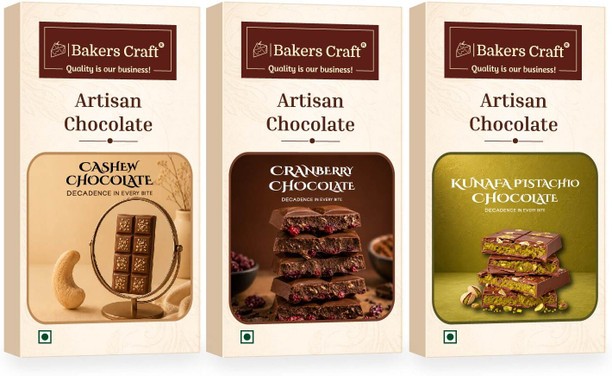 Bakers Craft
Quality is our business!
Artisan
Chocolate
CASHEW
CHOCOLATE
DECADENCE IN EVERY BITE
Bakers Craft
Quality is our business!
Artisan
Chocolate
CRANBERRY
CHOCOLATE
DECADENCE IN EVERY BITE
Bakers Craft
Quality is our business!
Artisan
Chocolate
KUNAFA PISTACHIO
CHOCOLATE
DECADENCE IN EVERY BITE